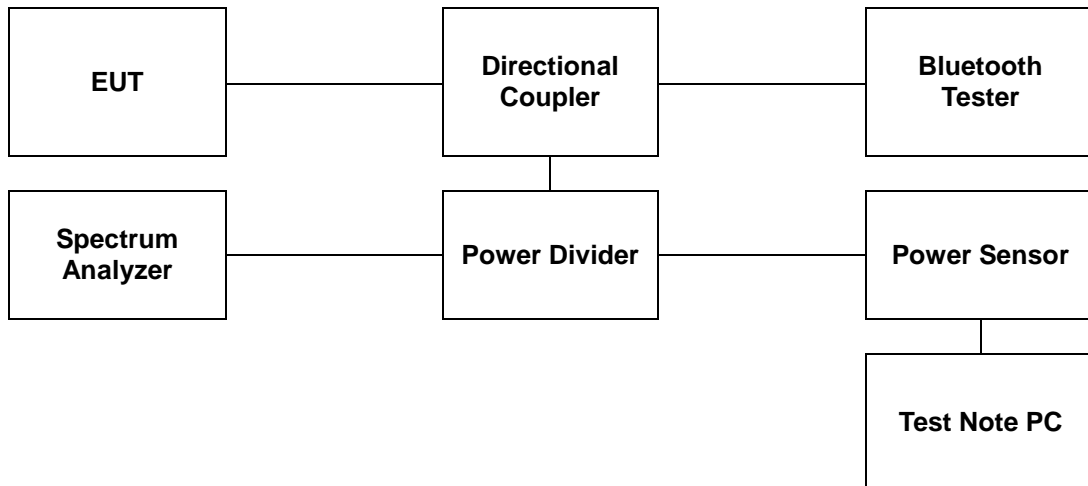 EUT
Directional
Coupler
Bluetooth
Tester
Spectrum
Analyzer
Power Divider
Power Sensor
Test Note PC